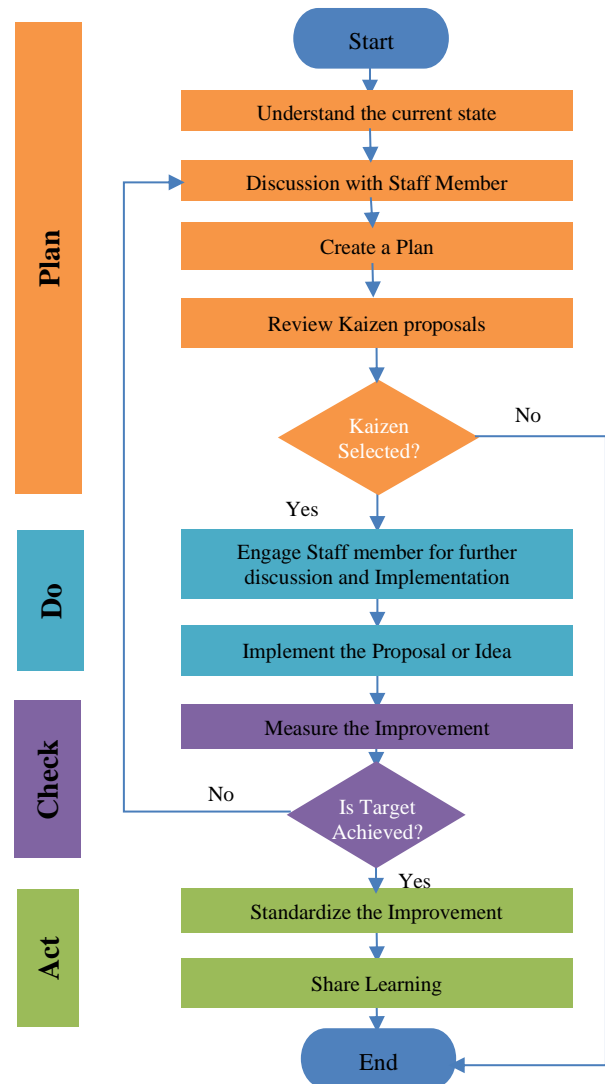 Start
Plan
Understand the current state
Discussion with Staff Member
Create a Plan
Review Kaizen proposals
Kaizen
Selected?
No
Yes
Do
Engage Staff member for further
discussion and Implementation
Implement the Proposal or Idea
Check
Measure the Improvement
No
Is Target
Achieved?
Yes
Act
Standardize the Improvement
Share Learning
End